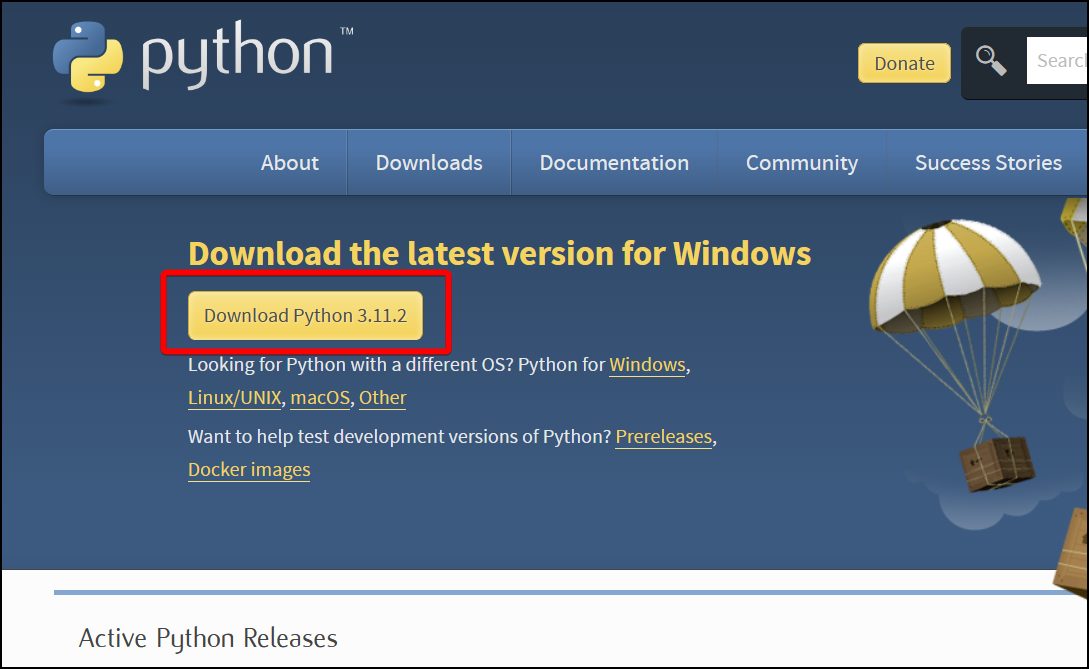 python™
Donate
Search
About
Downloads
Documentation
Community
Success Stories
Download the latest version for Windows
Download Python 3.11.2
Looking for Python with a different OS? Python for Windows,
Linux/UNIX, macOS, Other
Want to help test development versions of Python? Prereleases,
Docker images
Active Python Releases